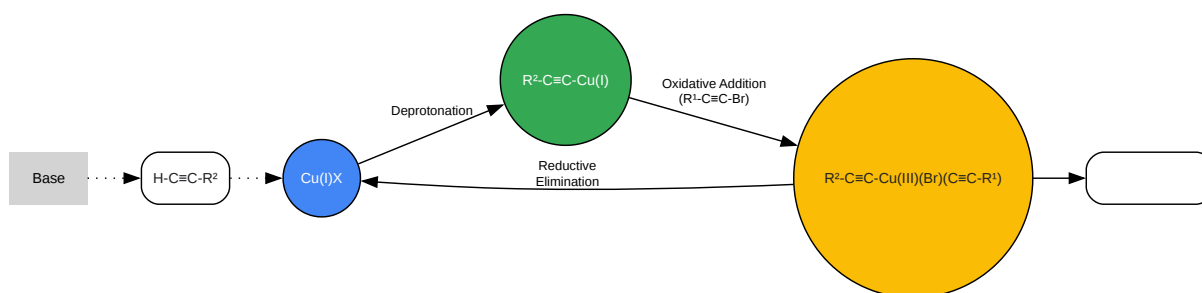 Base
H-C≡C-R²
Cu(I)X
Deprotonation
R²-C≡C-Cu(I)
Oxidative Addition
(R¹-C≡C-Br)
Reductive
Elimination
R²-C≡C-Cu(III)(Br)(C≡C-R¹)